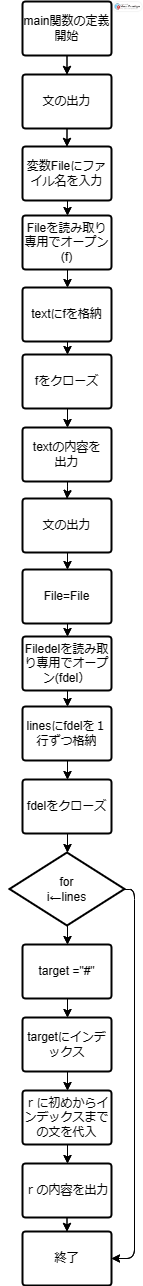 main関数の定義
開始
文の出力
変数Fileにファ
イル名を入力
Fileを読み取り
専用でオープン
(f)
textにfを格納
fをクローズ
textの内容を
出力
文の出力
File=File
Filedelを読み取
り専用でオープ
ン(fdel）
linesにfdelを１
行ずつ格納
fdelをクローズ
for
i←lines
target ="#"
targetにインデ
ックス
r に初めからイ
ンデックスまで
の文を代入
r の内容を出力
終了